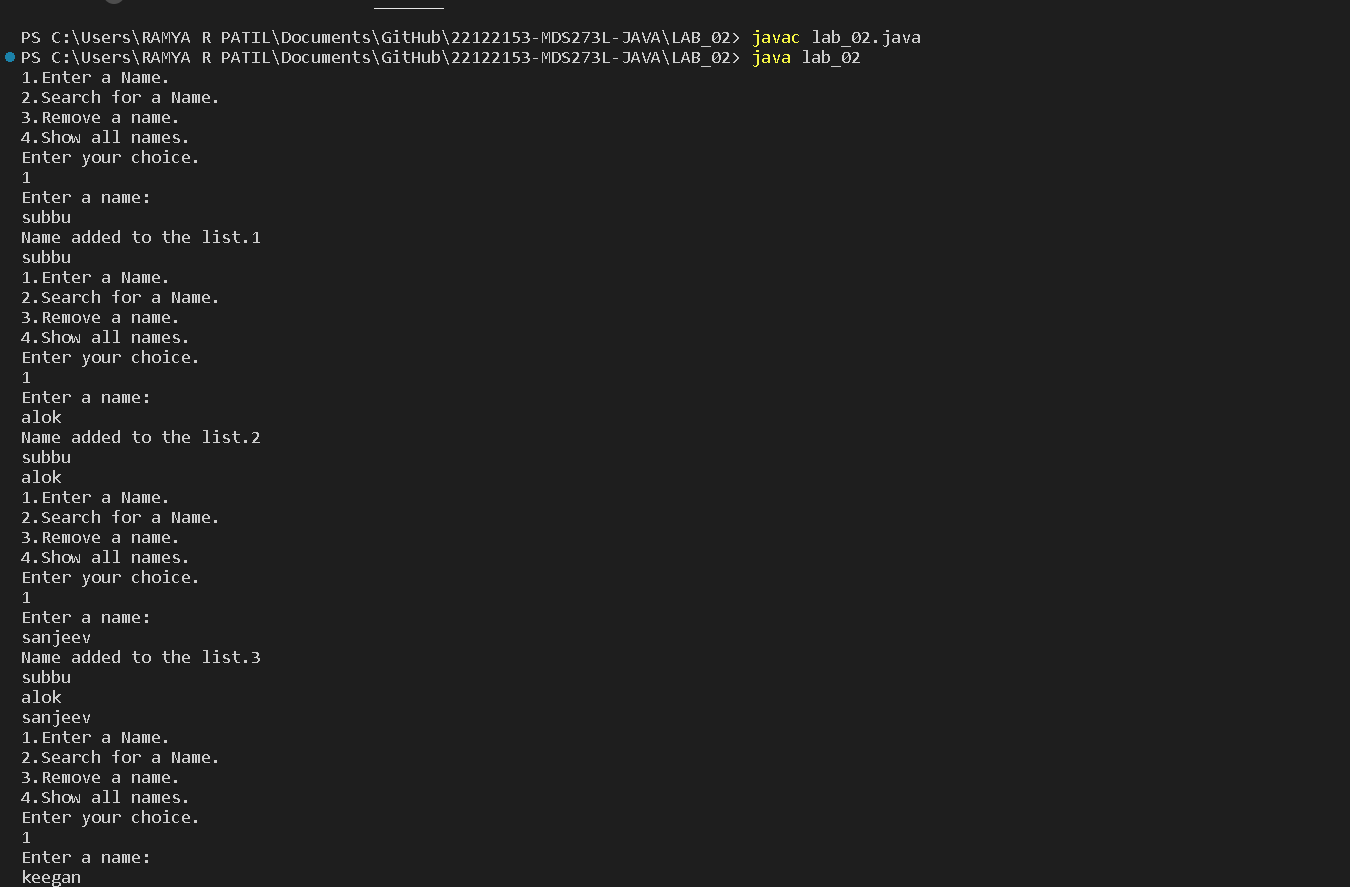 PS C:\Users\RAMYA R PATIL\Documents\GitHub\22122153-MDS273L-JAVA\LAB_02> javac lab_02.java
PS C:\Users\RAMYA R PATIL\Documents\GitHub\22122153-MDS273L-JAVA\LAB_02> java lab_02
1.Enter a Name.
2.Search for a Name.
3.Remove a name.
4.Show all names.
Enter your choice.
1
Enter a name:
subbu
Name added to the list.1
subbu
1.Enter a Name.
2.Search for a Name.
3.Remove a name.
4.Show all names.
Enter your choice.
1
Enter a name:
alok
Name added to the list.2
subbu
alok
1.Enter a Name.
2.Search for a Name.
3.Remove a name.
4.Show all names.
Enter your choice.
1
Enter a name:
sanjeev
Name added to the list.3
subbu
alok
sanjeev
1.Enter a Name.
2.Search for a Name.
3.Remove a name.
4.Show all names.
Enter your choice.
1
Enter a name:
keegan